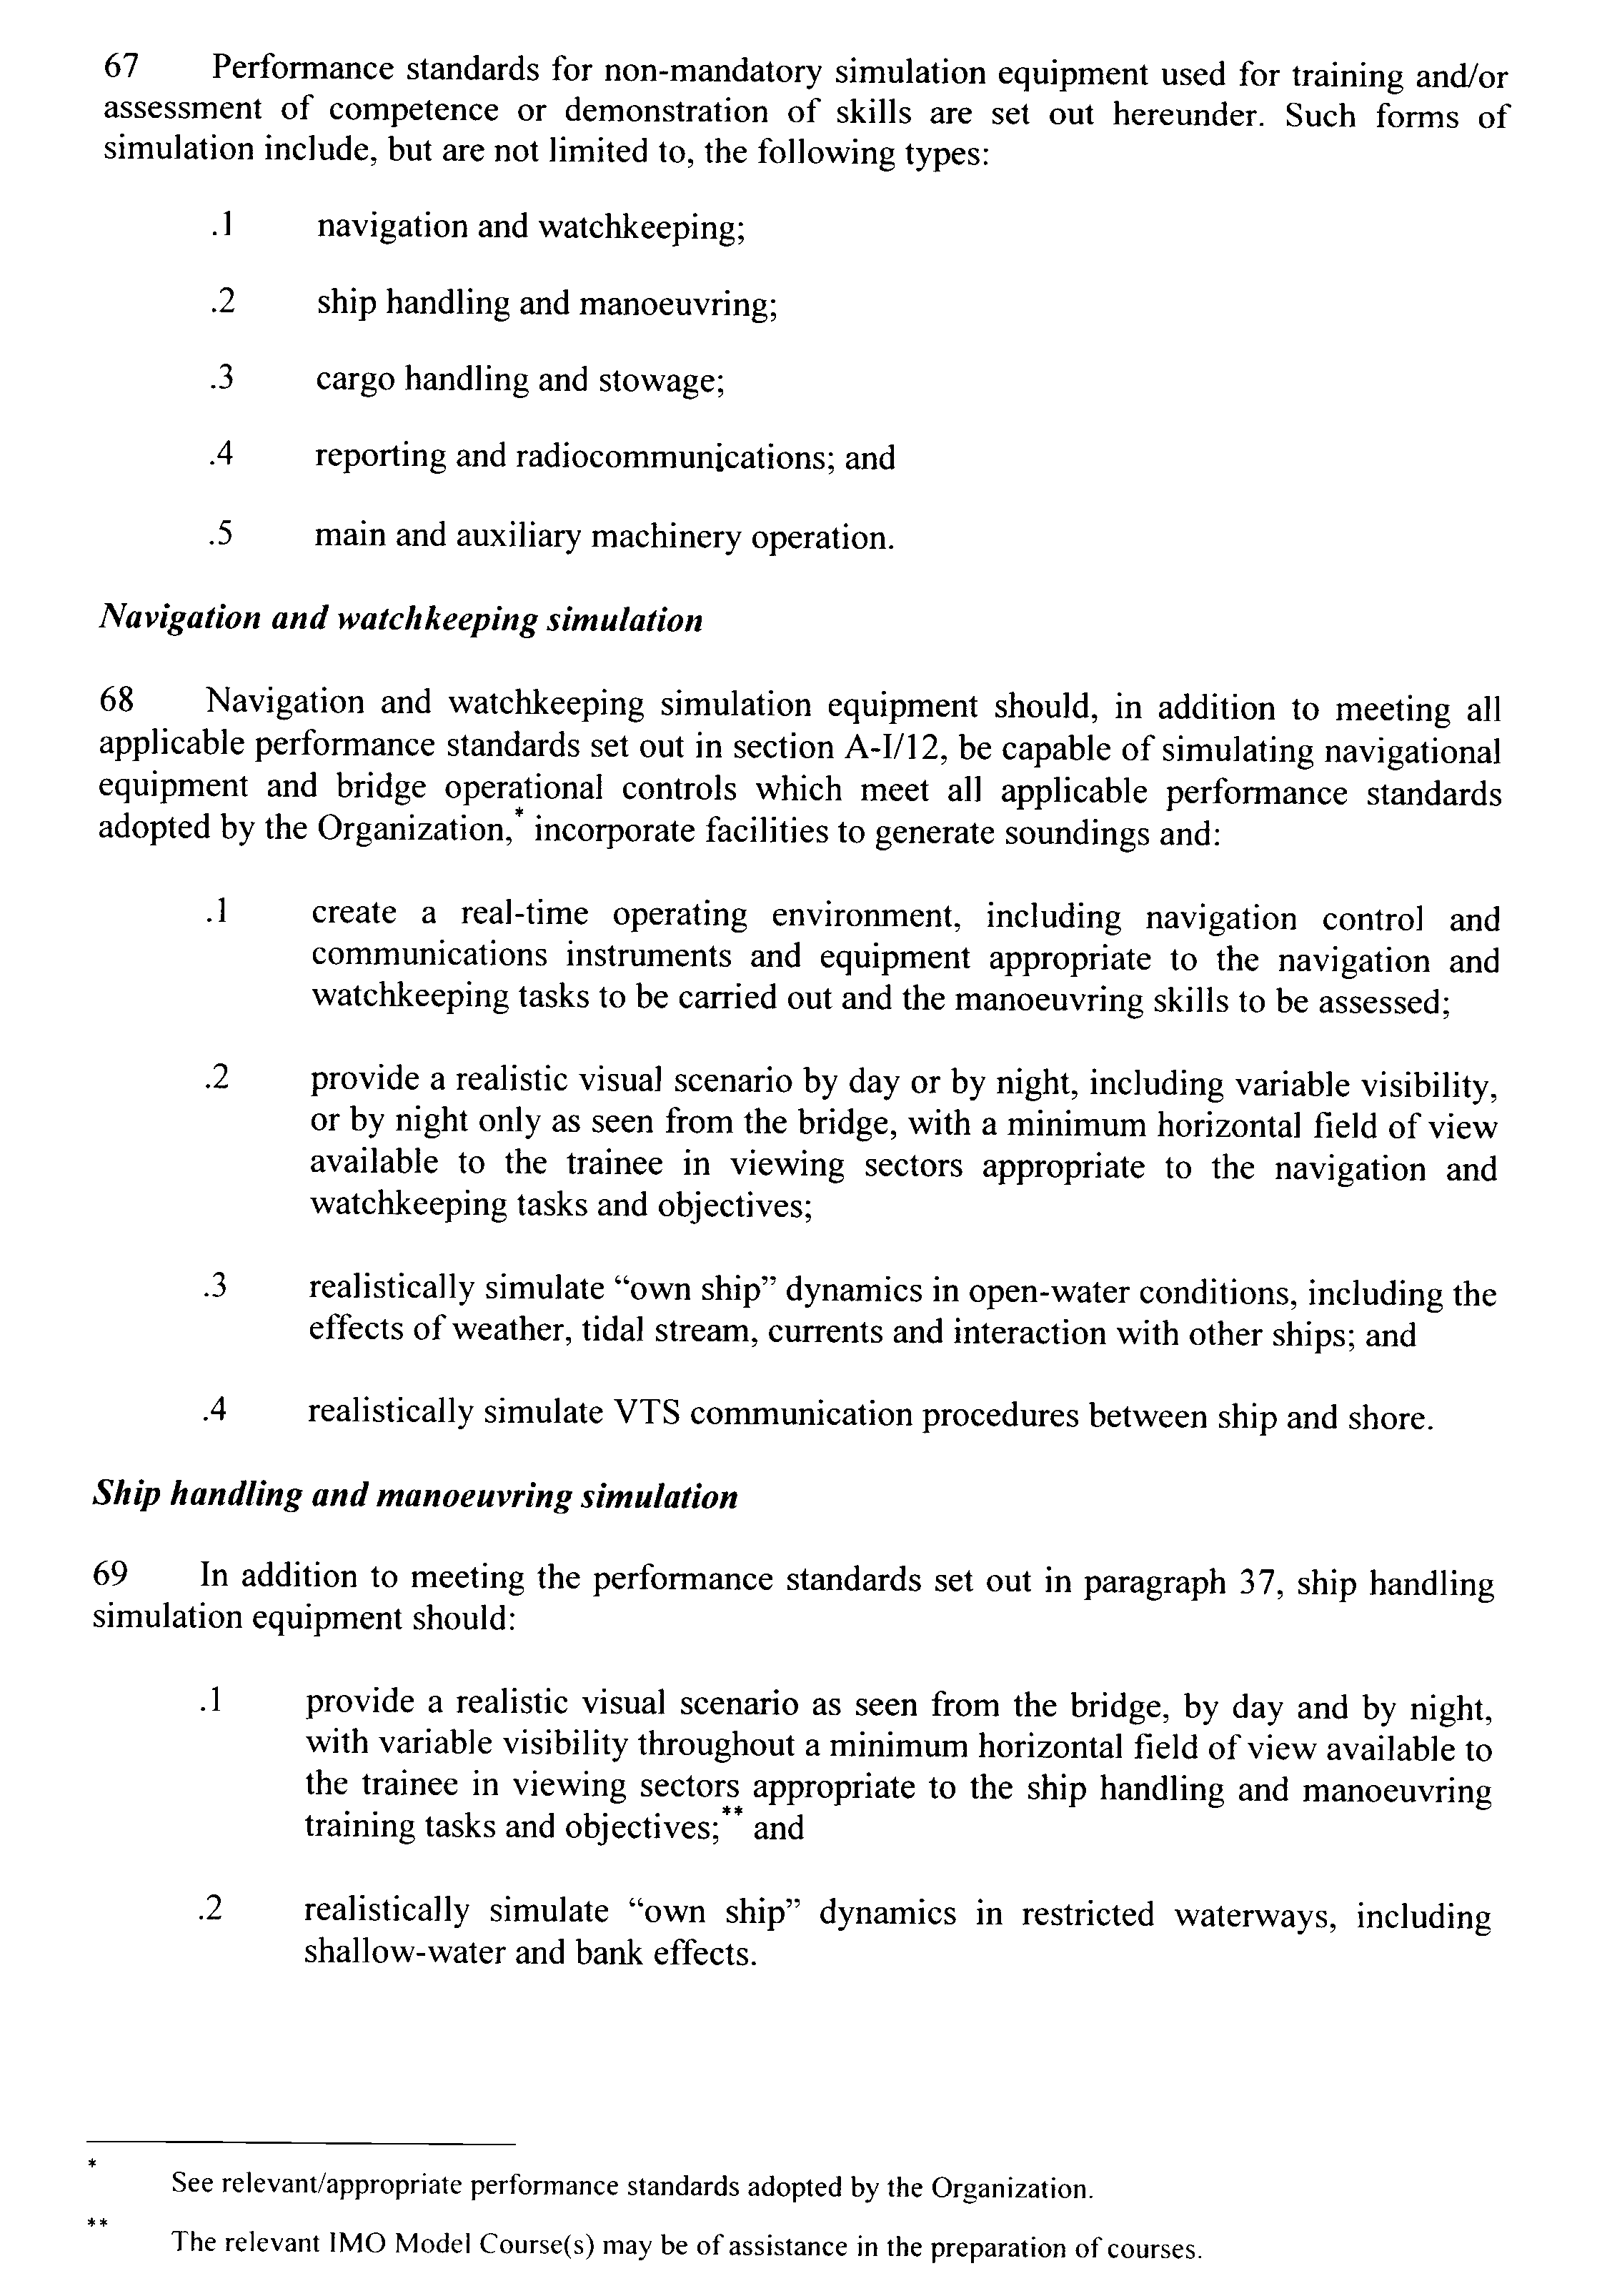 67 Performance standards for non-mandatory simulation equipment used for training and/or
assessment of competence or demonstration of skills are set out hereunder. Such forms of
simulation include, but are not limited to, the following types:
.1 navigation and watchkeeping;
.2 ship handling and manoeuvring;
.3 cargo handling and stowage;
.4 reporting and radiocommunications; and
.5 main and auxiliary machinery operation.
Navigation and watchkeeping simulation
68 Navigation and watchkeeping simulation equipment should, in addition to meeting all
applicable performance standards set out in section A-I/12, be capable of simulating navigational
equipment and bridge operational controls which meet all applicable performance standards
adopted by the Organization,* incorporate facilities to generate soundings and:
.1 create a real-time operating environment, including navigation control and
communications instruments and equipment appropriate to the navigation and
watchkeeping tasks to be carried out and the manoeuvring skills to be assessed;
.2 provide a realistic visual scenario by day or by night, including variable visibility,
or by night only as seen from the bridge, with a minimum horizontal field of view
available to the trainee in viewing sectors appropriate to the navigation and
watchkeeping tasks and objectives;
.3 realistically simulate “own ship” dynamics in open-water conditions, including the
effects of weather, tidal stream, currents and interaction with other ships; and
.4 realistically simulate VTS communication procedures between ship and shore.
Ship handling and manoeuvring simulation
69 In addition to meeting the performance standards set out in paragraph 37, ship handling
simulation equipment should:
.1 provide a realistic visual scenario as seen from the bridge, by day and by night,
with variable visibility throughout a minimum horizontal field of view available to
the trainee in viewing sectors appropriate to the ship handling and manoeuvring
training tasks and objectives;** and
.2 realistically simulate “own ship” dynamics in restricted waterways, including
shallow-water and bank effects.
* See relevant/appropriate performance standards adopted by the Organization.
** The relevant IMO Model Course(s) may be of assistance in the preparation of courses.